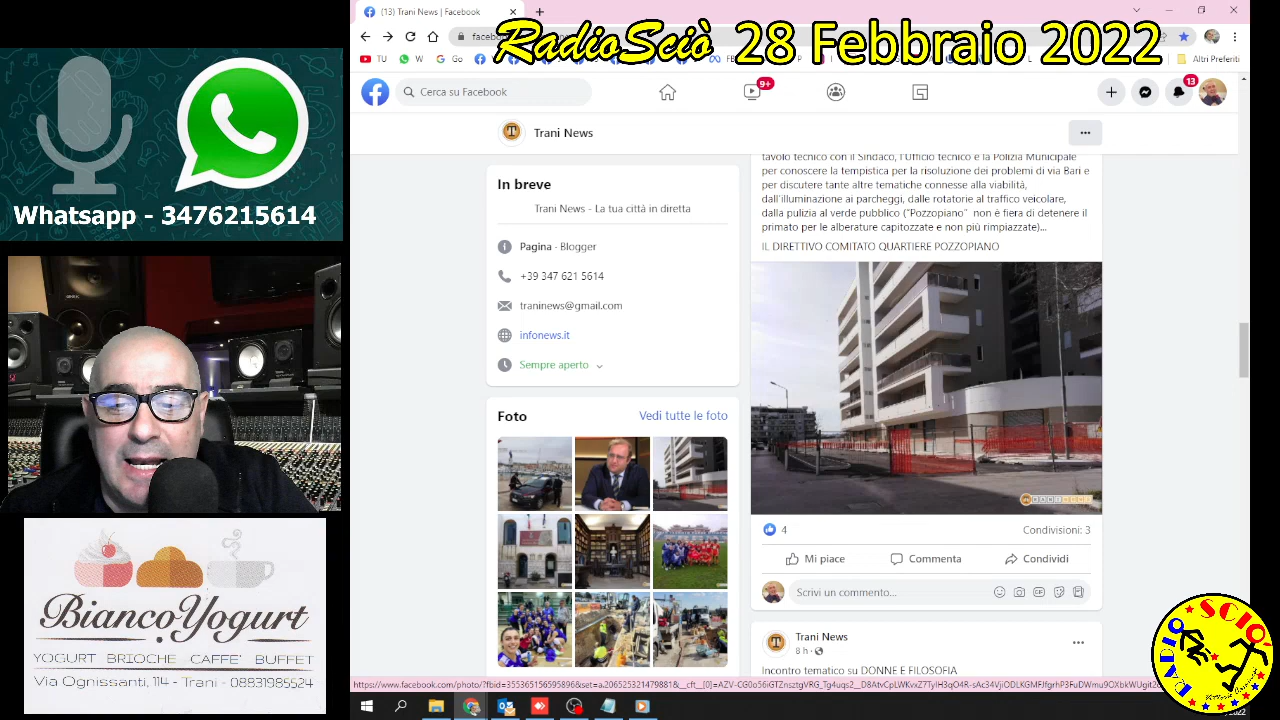 (13) Trani News | Facebook
RadioSciò 28 Febbraio 2022
TU
W
Go
Altri Preferiti
Cerca su Facebook
9+
13
Trani News
Whatsapp - 3476215614
In breve
Trani News - La tua città in diretta
Pagina · Blogger
+39 347 621 5614
traninews@gmail.com
infonews.it
Sempre aperto
Foto
Vedi tutte le foto
tavolo tecnico con il Sindaco, l'Ufficio tecnico e la Polizia Municipale
per conoscere la tempistica per la risoluzione dei problemi di via Bari e
per discutere tante altre tematiche connesse alla viabilità,
dall'illuminazione ai parcheggi, dalle rotatorie al traffico veicolare,
dalla pulizia al verde pubblico ("Pozzopiano" non è fiera di detenere il
primato per le alberature capitozzate e non più rimpiazzate)...
IL DIRETTIVO COMITATO QUARTIERE POZZOPIANO
4
Condivisioni: 3
Mi piace
Commenta
Condividi
Scrivi un commento...
Trani News
8 h ·
Incontro tematico su DONNE E FILOSOFIA
BiancoYogurt
YOGURT BRIOCHE CAFFE' BUFFET
Via Ognissanti, 114 - Trani - 08831985524
RADIO SCIO